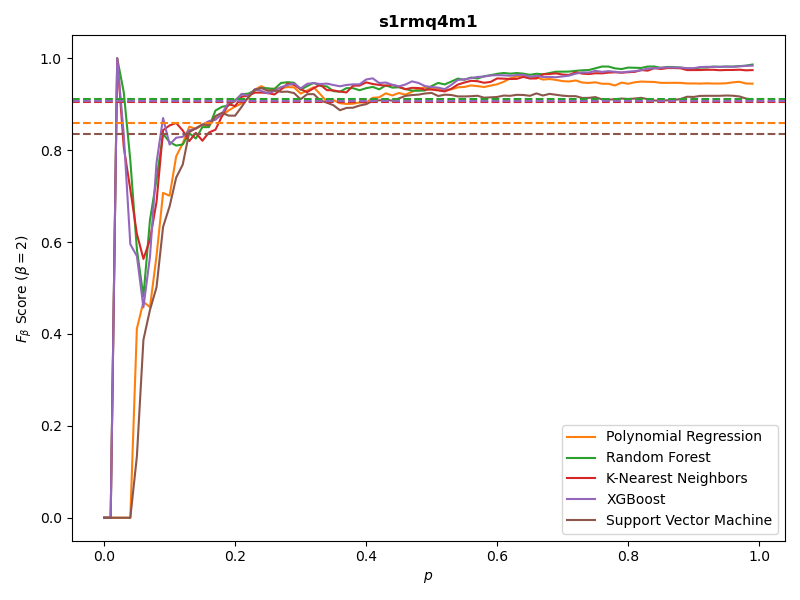 s1rmq4m1
1.0
0.8
0.6
0.4
0.2
0.0
F_β Score (β = 2)
0.0 0.2 0.4 0.6 0.8 1.0
p
Polynomial Regression
Random Forest
K-Nearest Neighbors
XGBoost
Support Vector Machine